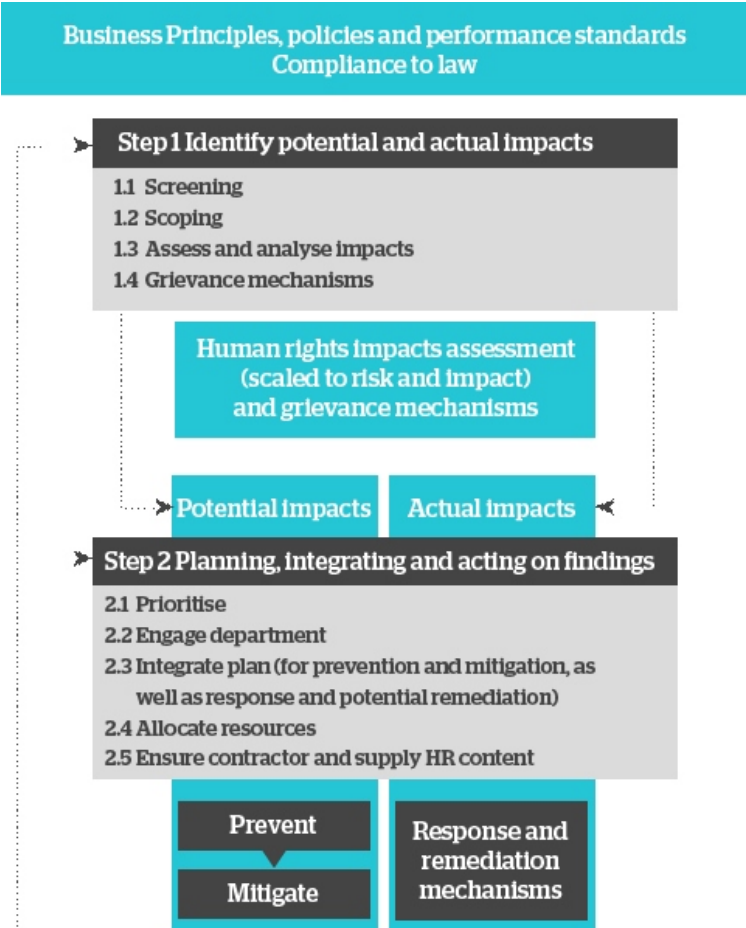 Business Principles, policies and performance standards
Compliance to law
Step 1 Identify potential and actual impacts
1.1 Screening
1.2 Scoping
1.3 Assess and analyse impacts
1.4 Grievance mechanisms
Human rights impacts assessment
(scaled to risk and impact)
and grievance mechanisms
Potential impacts
Actual impacts
Step 2 Planning, integrating and acting on findings
2.1 Prioritise
2.2 Engage department
2.3 Integrate plan (for prevention and mitigation, as
well as response and potential remediation)
2.4 Allocate resources
2.5 Ensure contractor and supply HR content
Prevent
Mitigate
Response and
remediation
mechanisms